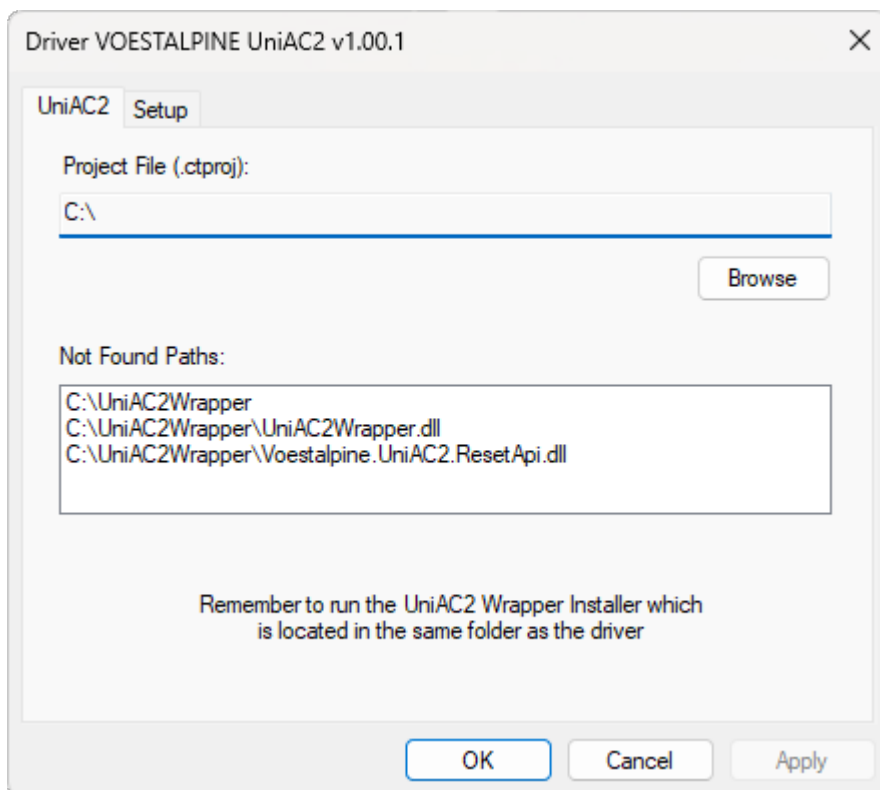 Driver VOESTALPINE UniAC2 v1.00.1
UniAC2
Setup
Project File (.ctproj):
C:\
Browse
Not Found Paths:
C:\UniAC2Wrapper
C:\UniAC2Wrapper\UniAC2Wrapper.dll
C:\UniAC2Wrapper\Voestalpine.UniAC2.ResetApi.dll
Remember to run the UniAC2 Wrapper Installer which
is located in the same folder as the driver
OK
Cancel
Apply